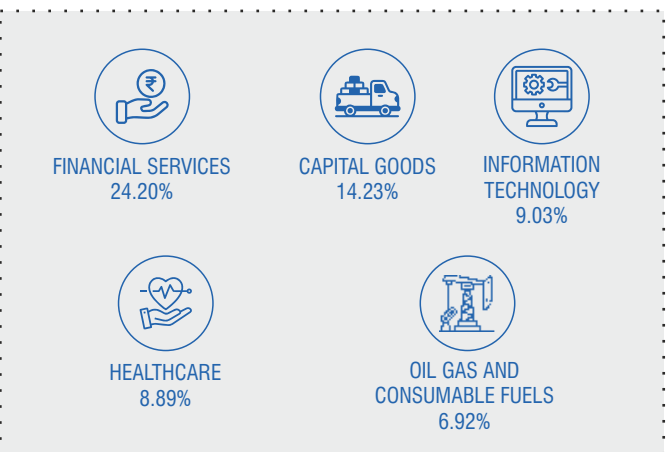 ₹
FINANCIAL SERVICES
24.20%
CAPITAL GOODS
14.23%
INFORMATION
TECHNOLOGY
9.03%
HEALTHCARE
8.89%
OIL GAS AND
CONSUMABLE FUELS
6.92%